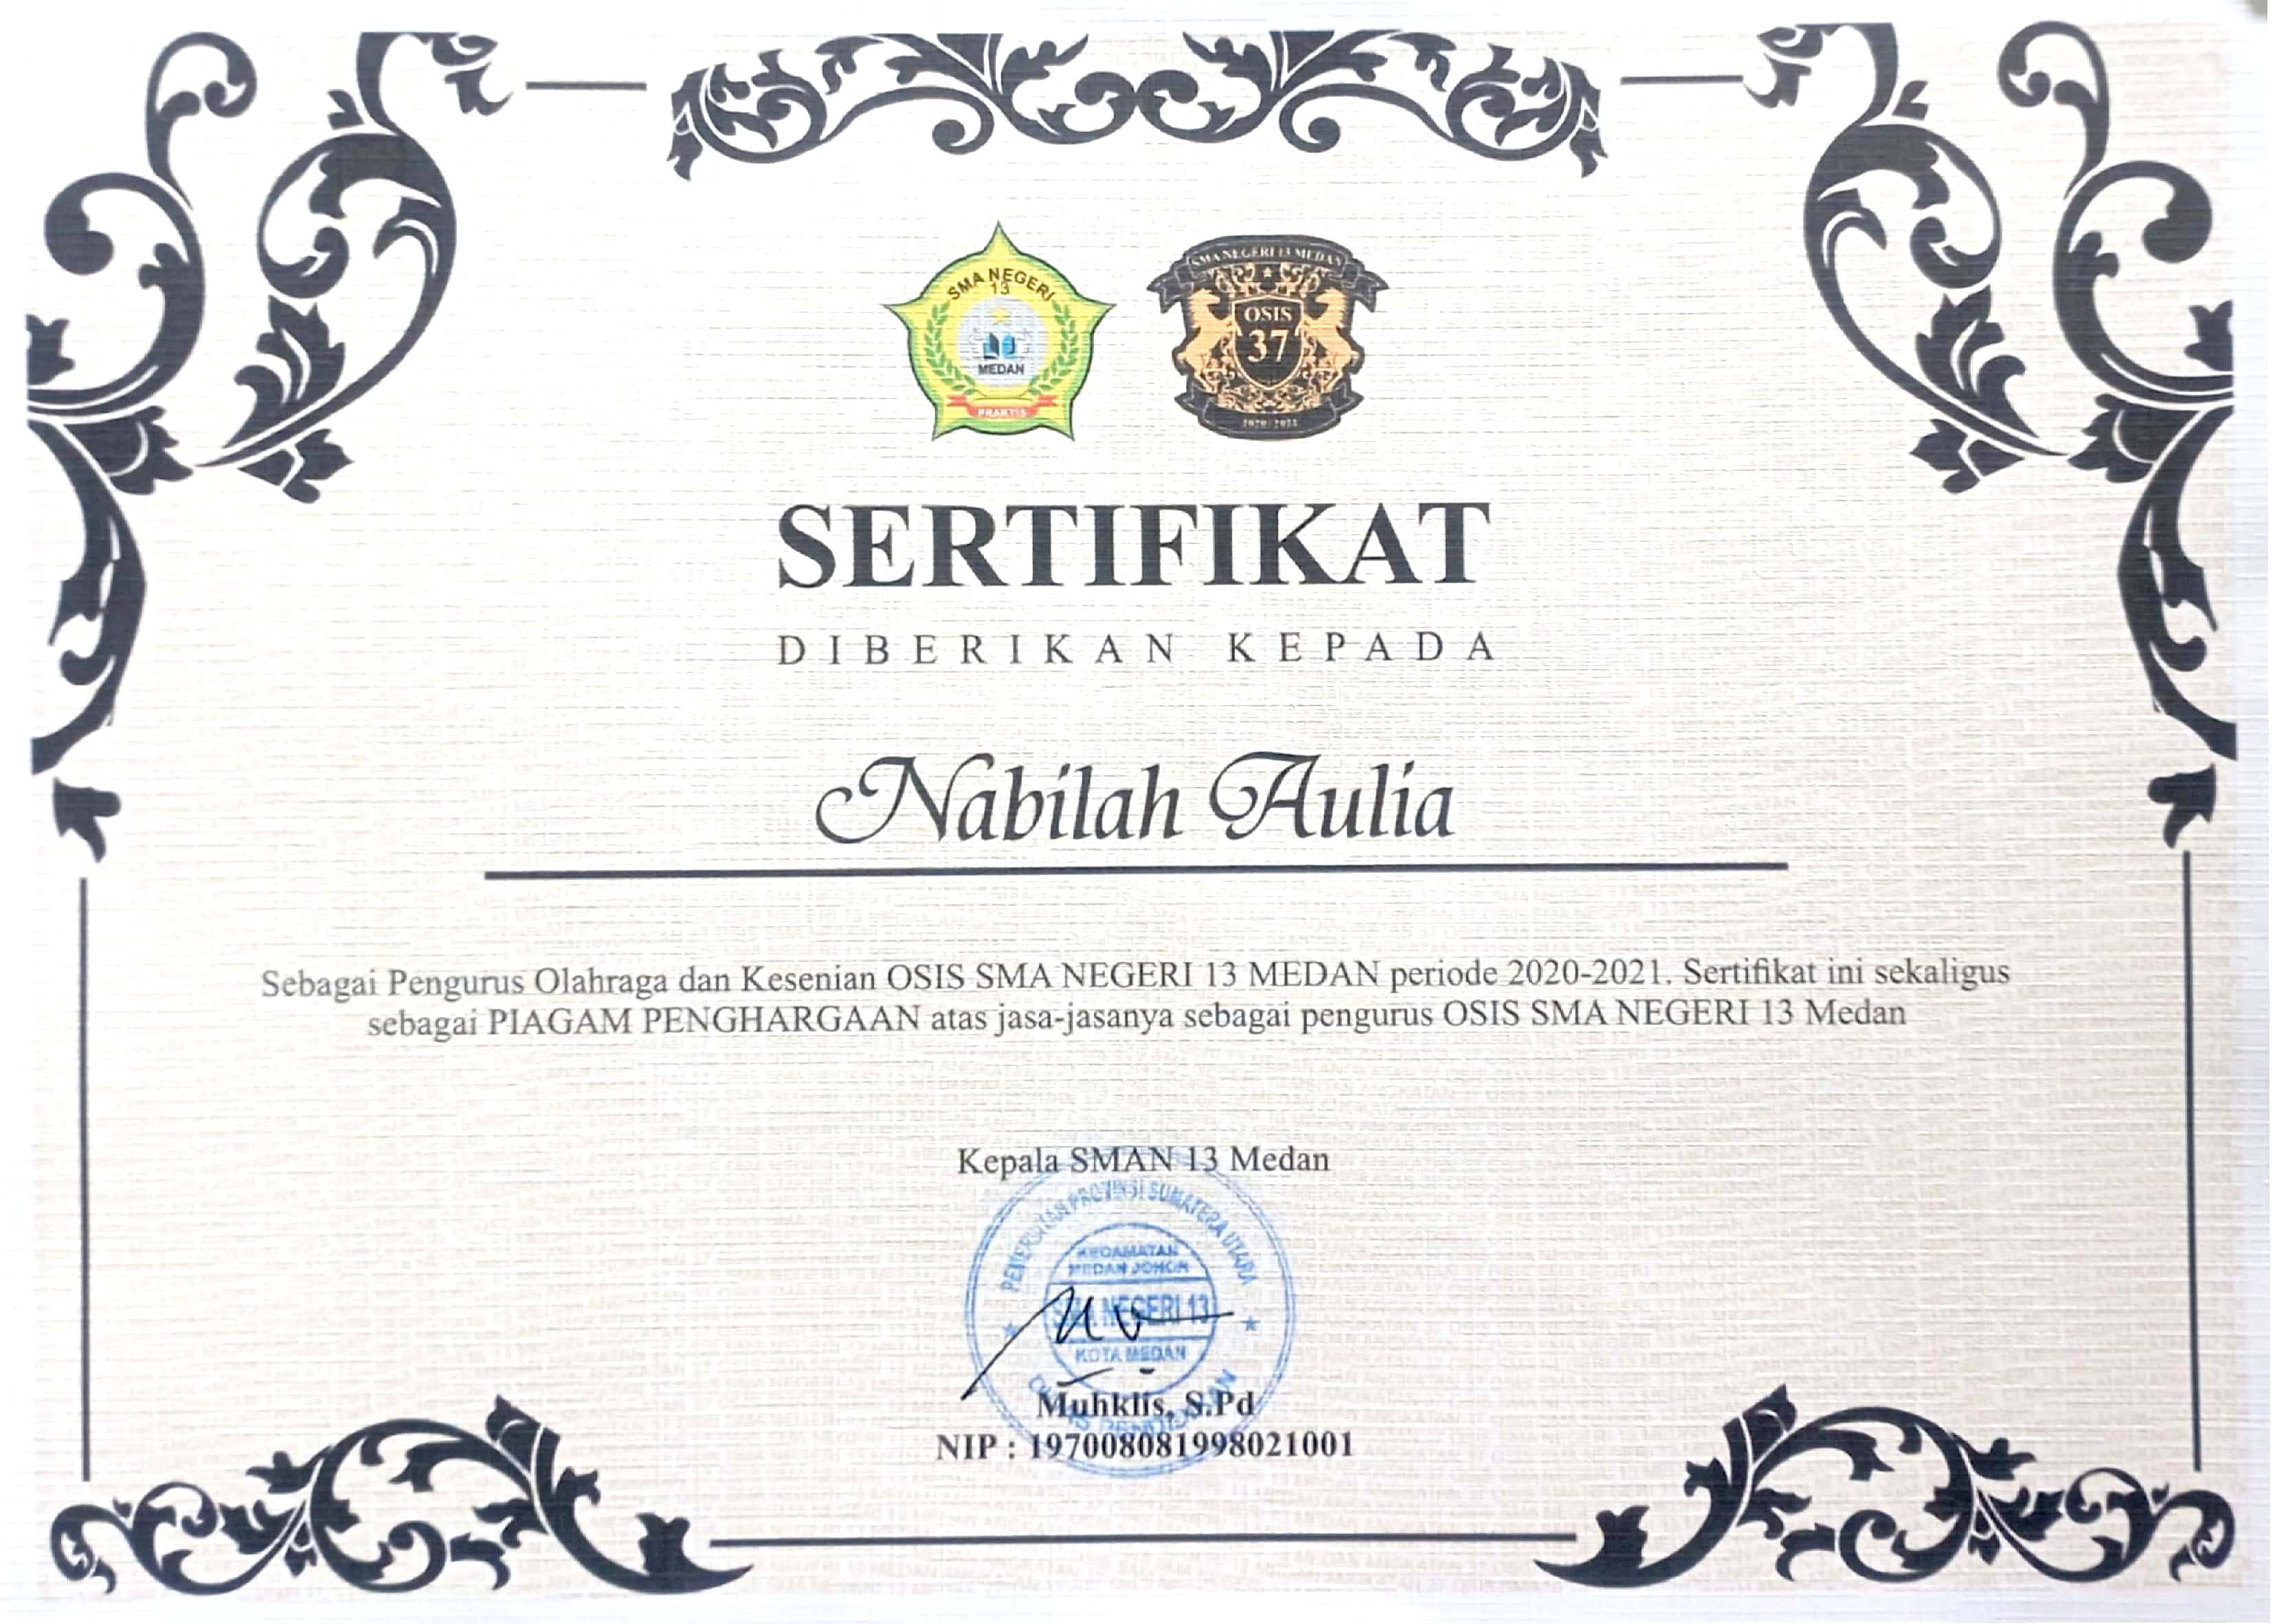 SMA NEGERI
13
MEDAN
PRAKTIS
SMA NEGERI 13 MEDAN
OSIS
37
SERTIFIKAT
DIBERIKAN KEPADA
Nabilah Aulia
Sebagai Pengurus Olahraga dan Kesenian OSIS SMA NEGERI 13 MEDAN periode 2020-2021. Sertifikat ini sekaligus
sebagai PIAGAM PENGHARGAAN atas jasa-jasanya sebagai pengurus OSIS SMA NEGERI 13 Medan
Kepala SMAN 13 Medan
PEMERINTAH PROVINSI SUMATERA UTARA
KECAMATAN
MEDAN JOHOR
SMA NEGERI 13
KOTA MEDAN
DINAS PENDIDIKAN
Muhklis, S.Pd
NIP : 197008081998021001